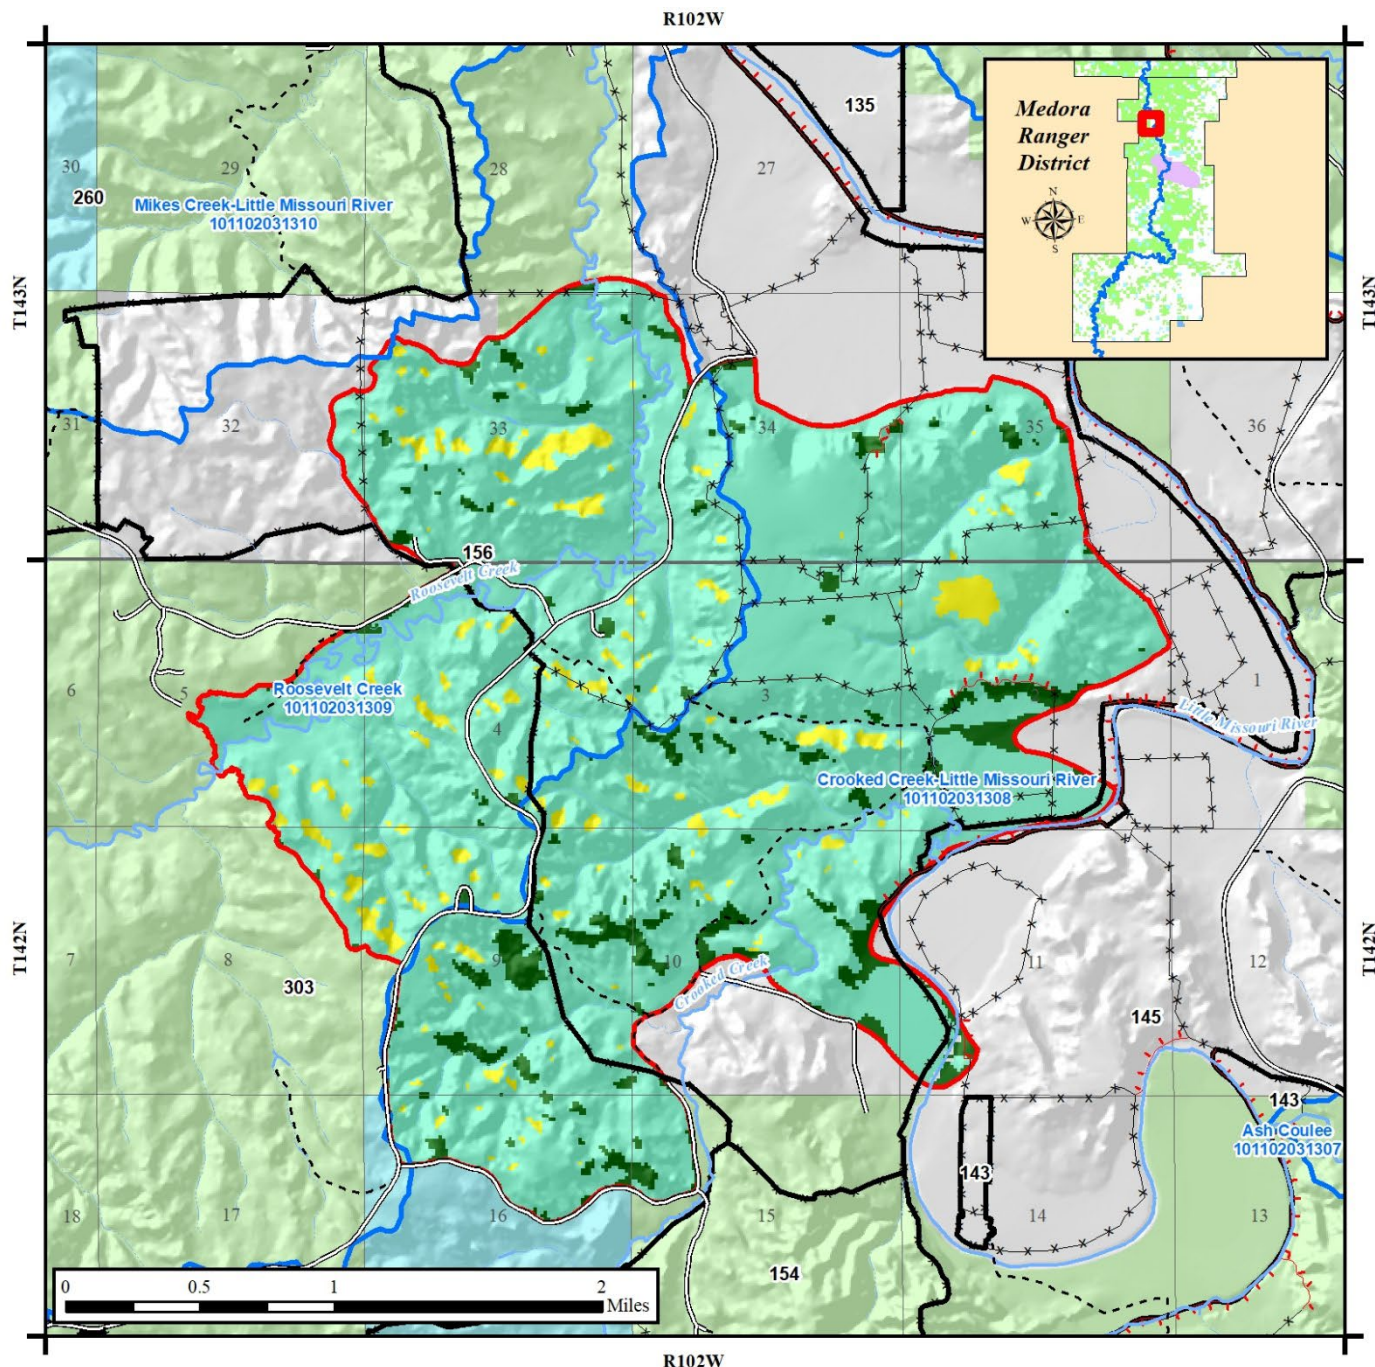 R102W
135
Medora
Ranger
District
N
W
E
S
30
29
28
27
260
Mikes Creek-Little Missouri River
101102031310
T143N
T143N
31
32
33
34
35
36
156
Roosevelt Creek
6
5
Roosevelt Creek
101102031309
4
3
1
Little Missouri River
Crooked Creek-Little Missouri River
101102031308
T142N
T142N
7
8
9
10
11
12
303
Crooked Creek
145
143
Ash Coulee
101102031307
143
18
17
16
15
14
13
154
0
0.5
1
2
Miles
R102W